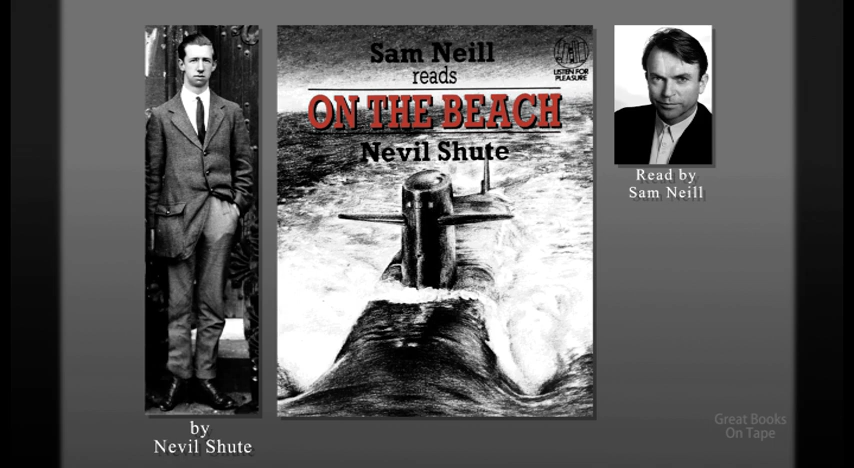 Sam Neill
reads
ON THE BEACH
Nevil Shute
LISTEN FOR
PLEASURE
by
Nevil Shute
Read by
Sam Neill
Great Books
On Tape